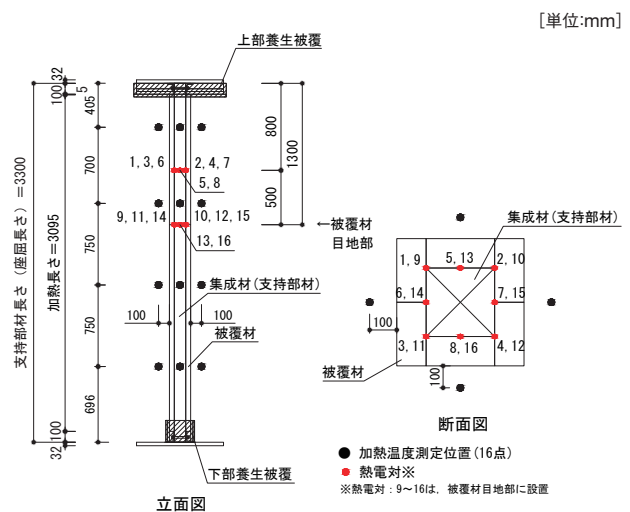 [単位:mm]
上部養生被覆
32
100
5
405
700
750
750
696
100
32
支持部材長さ(座屈長さ)=3300
加熱長さ=3095
800
500
1300
1, 3, 6
2, 4, 7
5, 8
9, 11, 14
10, 12, 15
13, 16
←被覆材
目地部
集成材(支持部材)
100
100
被覆材
下部養生被覆
立面図
集成材(支持部材)
1, 9
5, 13
2, 10
6, 14
7, 15
3, 11
8, 16
4, 12
100
被覆材
100
断面図
● 加熱温度測定位置(16点)
● 熱電対※
※熱電対:9~16は、被覆材目地部に設置